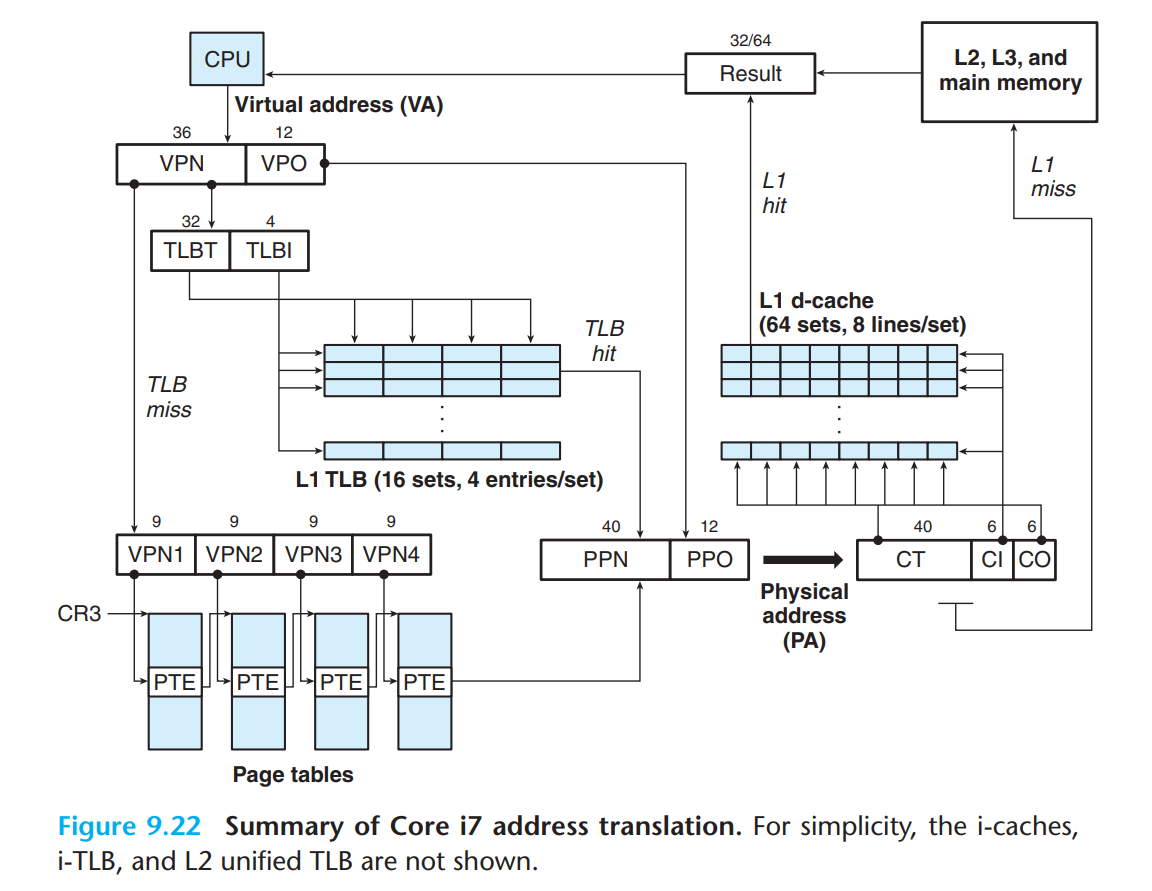 32/64
CPU
Result
L2, L3, and
main memory
Virtual address (VA)
36
12
VPN
VPO
L1
hit
L1
miss
32
4
TLBT
TLBI
L1 d-cache
(64 sets, 8 lines/set)
TLB
hit
TLB
miss
L1 TLB (16 sets, 4 entries/set)
9
9
9
9
VPN1
VPN2
VPN3
VPN4
40
12
PPN
PPO
40
6
6
CT
CI
CO
Physical
address
(PA)
CR3
PTE
PTE
PTE
PTE
Page tables
Figure 9.22 Summary of Core i7 address translation. For simplicity, the i-caches,
i-TLB, and L2 unified TLB are not shown.